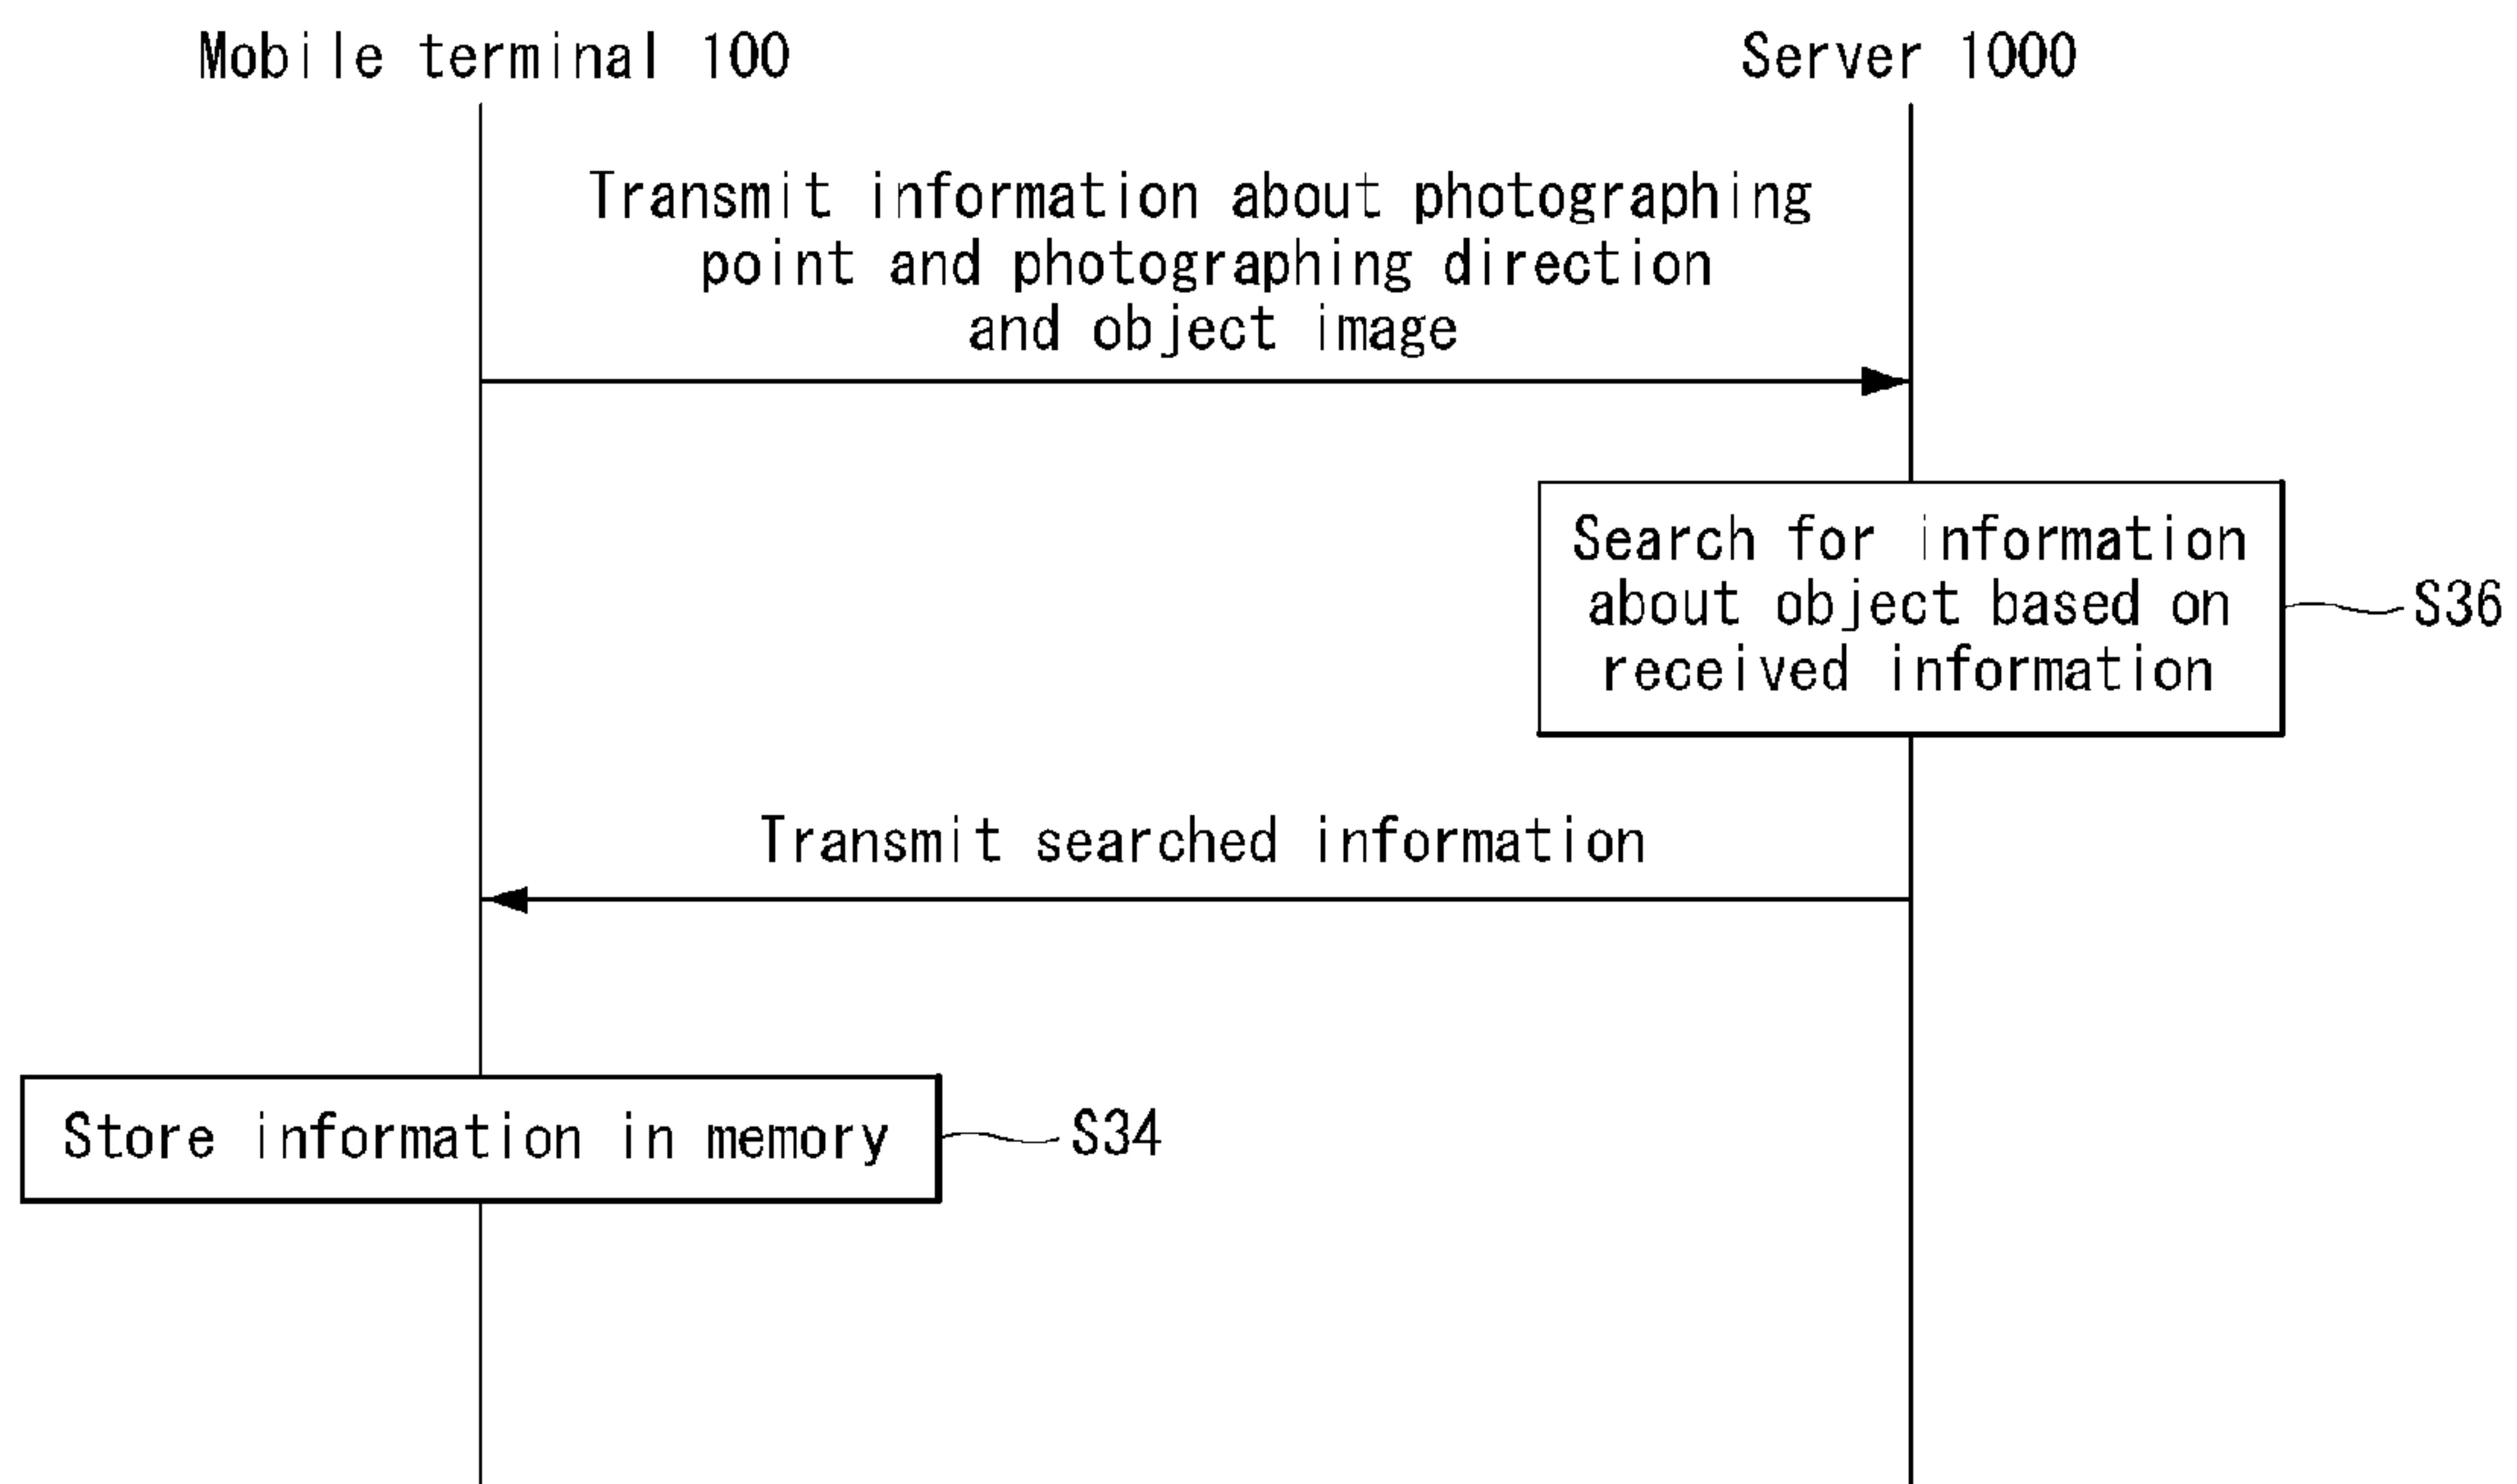 Mobile terminal 100
Server 1000
Transmit information about photographing
point and photographing direction
and object image
Search for information
about object based on
received information
S36
Transmit searched information
Store information in memory
S34